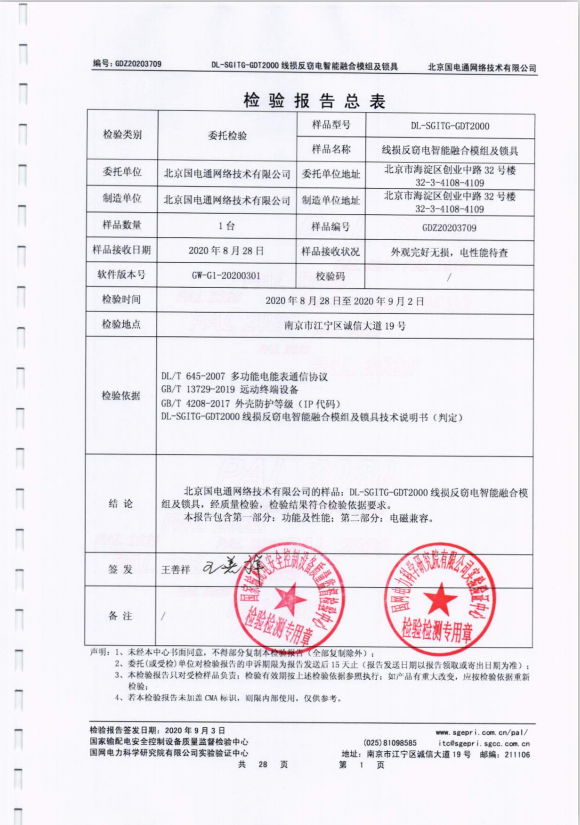 编号:GDZ20203709 DL-SGITG-GDT2000 线损反窃电智能融合模组及锁具 北京国电通网络技术有限公司
检验报告总表
检验类别 委托检验 样品型号 DL-SGITG-GDT2000
样品名称 线损反窃电智能融合模组及锁具
委托单位 北京国电通网络技术有限公司 委托单位地址 北京市海淀区创业中路 32 号楼
32-3-4108-4109
制造单位 北京国电通网络技术有限公司 制造单位地址 北京市海淀区创业中路 32 号楼
32-3-4108-4109
样品数量 1 台 样品编号 GDZ20203709
样品接收日期 2020 年 8 月 28 日 样品接收状况 外观完好无损，电性能待查
软件版本号 GW-G1-20200301 校验码 /
检验时间 2020 年 8 月 28 日至 2020 年 9 月 2 日
检验地点 南京市江宁区诚信大道 19 号
检验依据
DL/T 645-2007 多功能电能表通信协议
GB/T 13729-2019 远动终端设备
GB/T 4208-2017 外壳防护等级（IP 代码）
DL-SGITG-GDT2000 线损反窃电智能融合模组及锁具技术说明书（判定）
结 论
北京国电通网络技术有限公司的样品：DL-SGITG-GDT2000 线损反窃电智能融合模
组及锁具，经质量检验，检验结果符合检验依据要求。
本报告包含第一部分：功能及性能；第二部分：电磁兼容。
签 发 王善祥 王善祥
备 注 /
国家输配电安全控制设备质量监督检验中心
检验检测专用章
国网电力科学研究院有限公司实验验证中心
检验检测专用章
声明：1、未经本中心书面同意，不得部分复制本检验报告（全部复制除外）；
2、委托(或受检)单位对检验报告的申诉期限为报告发送后 15 天止（报告发送日期以报告领取或寄出日期为准）；
3、本检验报告只对受检样品负责；检验有效期按上述检验依据参照执行；如产品有重大改变，应按检验依据重新
检验；
4、若本检验报告未加盖 CMA 标识，则限内部使用，仅供参考。
检验报告签发日期：2020 年 9 月 3 日 www.sgepri.com.cn/pal/
国家输配电安全控制设备质量监督检验中心 (025)81098585 itc@sgepri.sgcc.com.cn
国网电力科学研究院有限公司实验验证中心 地址：南京市江宁区诚信大道 19 号 邮编：211106
共 28 页 第 1 页